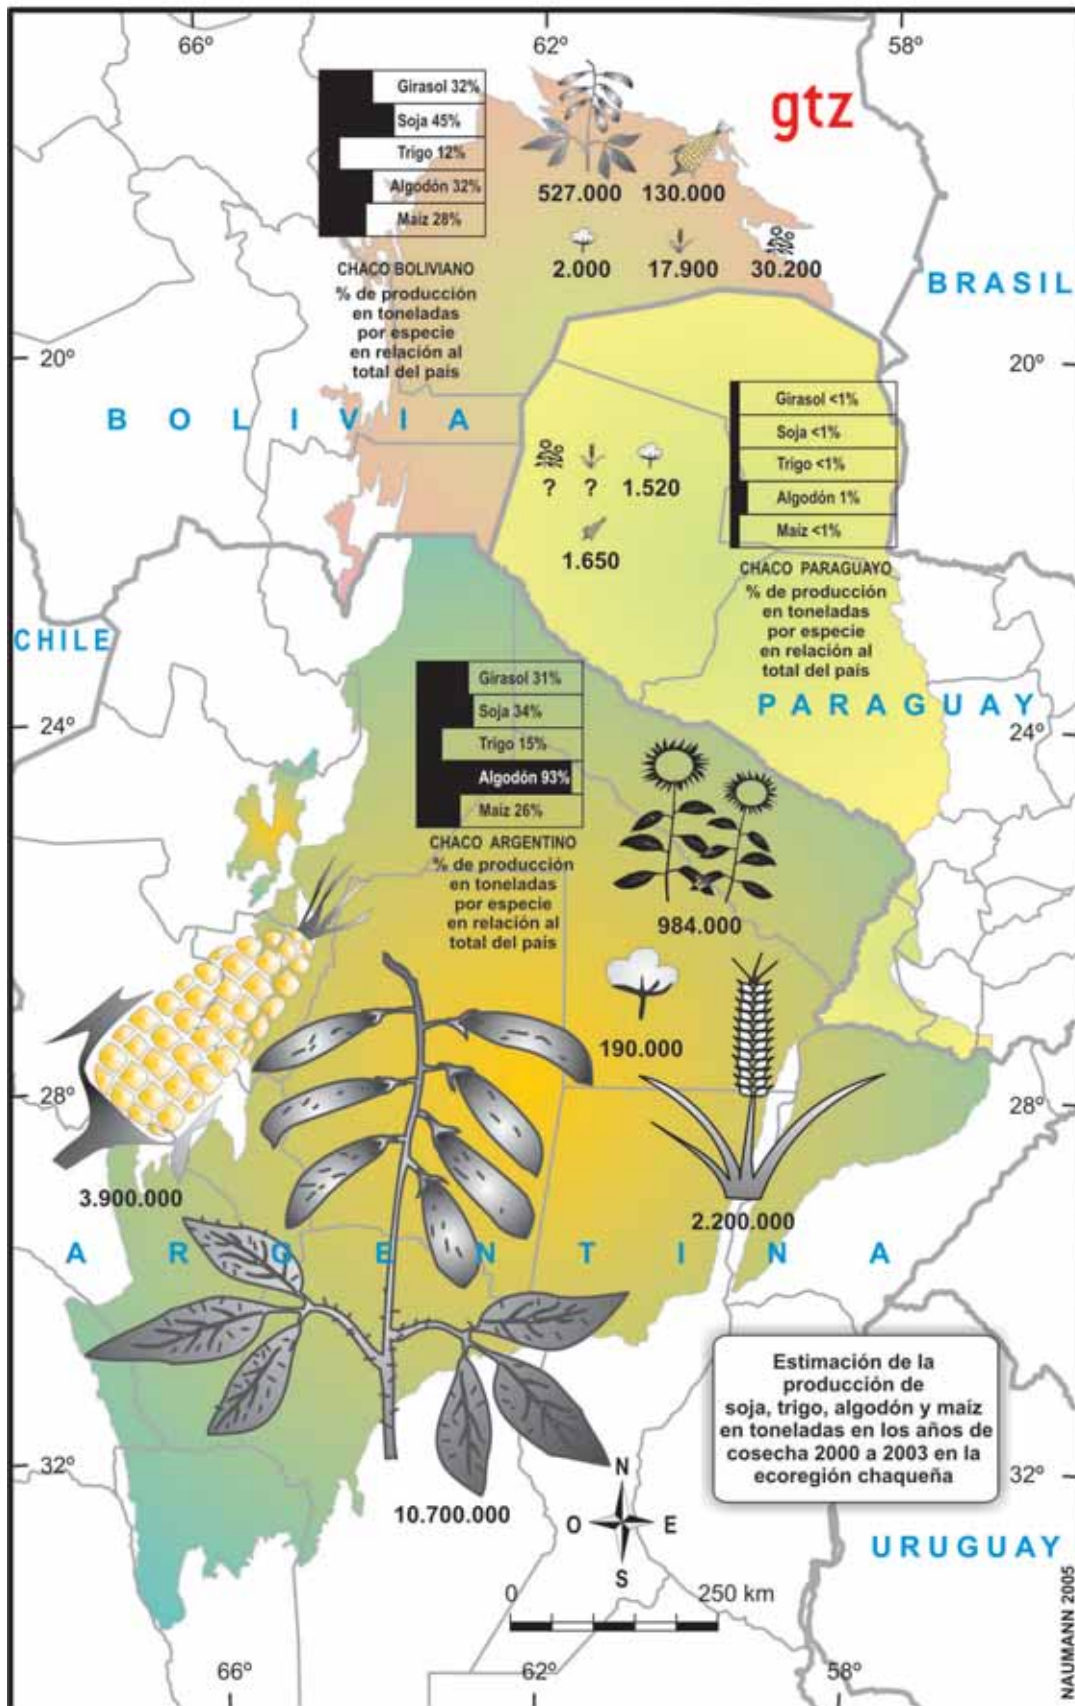 66º
62º
58º
gtz
Girasol 32%
Soja 45%
Trigo 12%
Algodón 32%
Maíz 28%
CHACO BOLIVIANO
% de producción
en toneladas
por especie
en relación al
total del país
527.000
130.000
2.000
17.900
30.200
BRASIL
20º
20º
BOLIVIA
Girasol <1%
Soja <1%
Trigo <1%
Algodón 1%
Maíz <1%
CHACO PARAGUAYO
% de producción
en toneladas
por especie
en relación al
total del país
?
?
1.520
1.650
CHILE
PARAGUAY
24º
24º
Girasol 31%
Soja 34%
Trigo 15%
Algodón 93%
Maíz 26%
CHACO ARGENTINO
% de producción
en toneladas
por especie
en relación al
total del país
984.000
190.000
28º
28º
3.900.000
2.200.000
ARGENTINA
10.700.000
Estimación de la
producción de
soja, trigo, algodón y maíz
en toneladas en los años de
cosecha 2000 a 2003 en la
ecoregión chaqueña
32º
32º
N
O
E
S
URUGUAY
0
250 km
66º
62º
58º
NAUMANN 2005